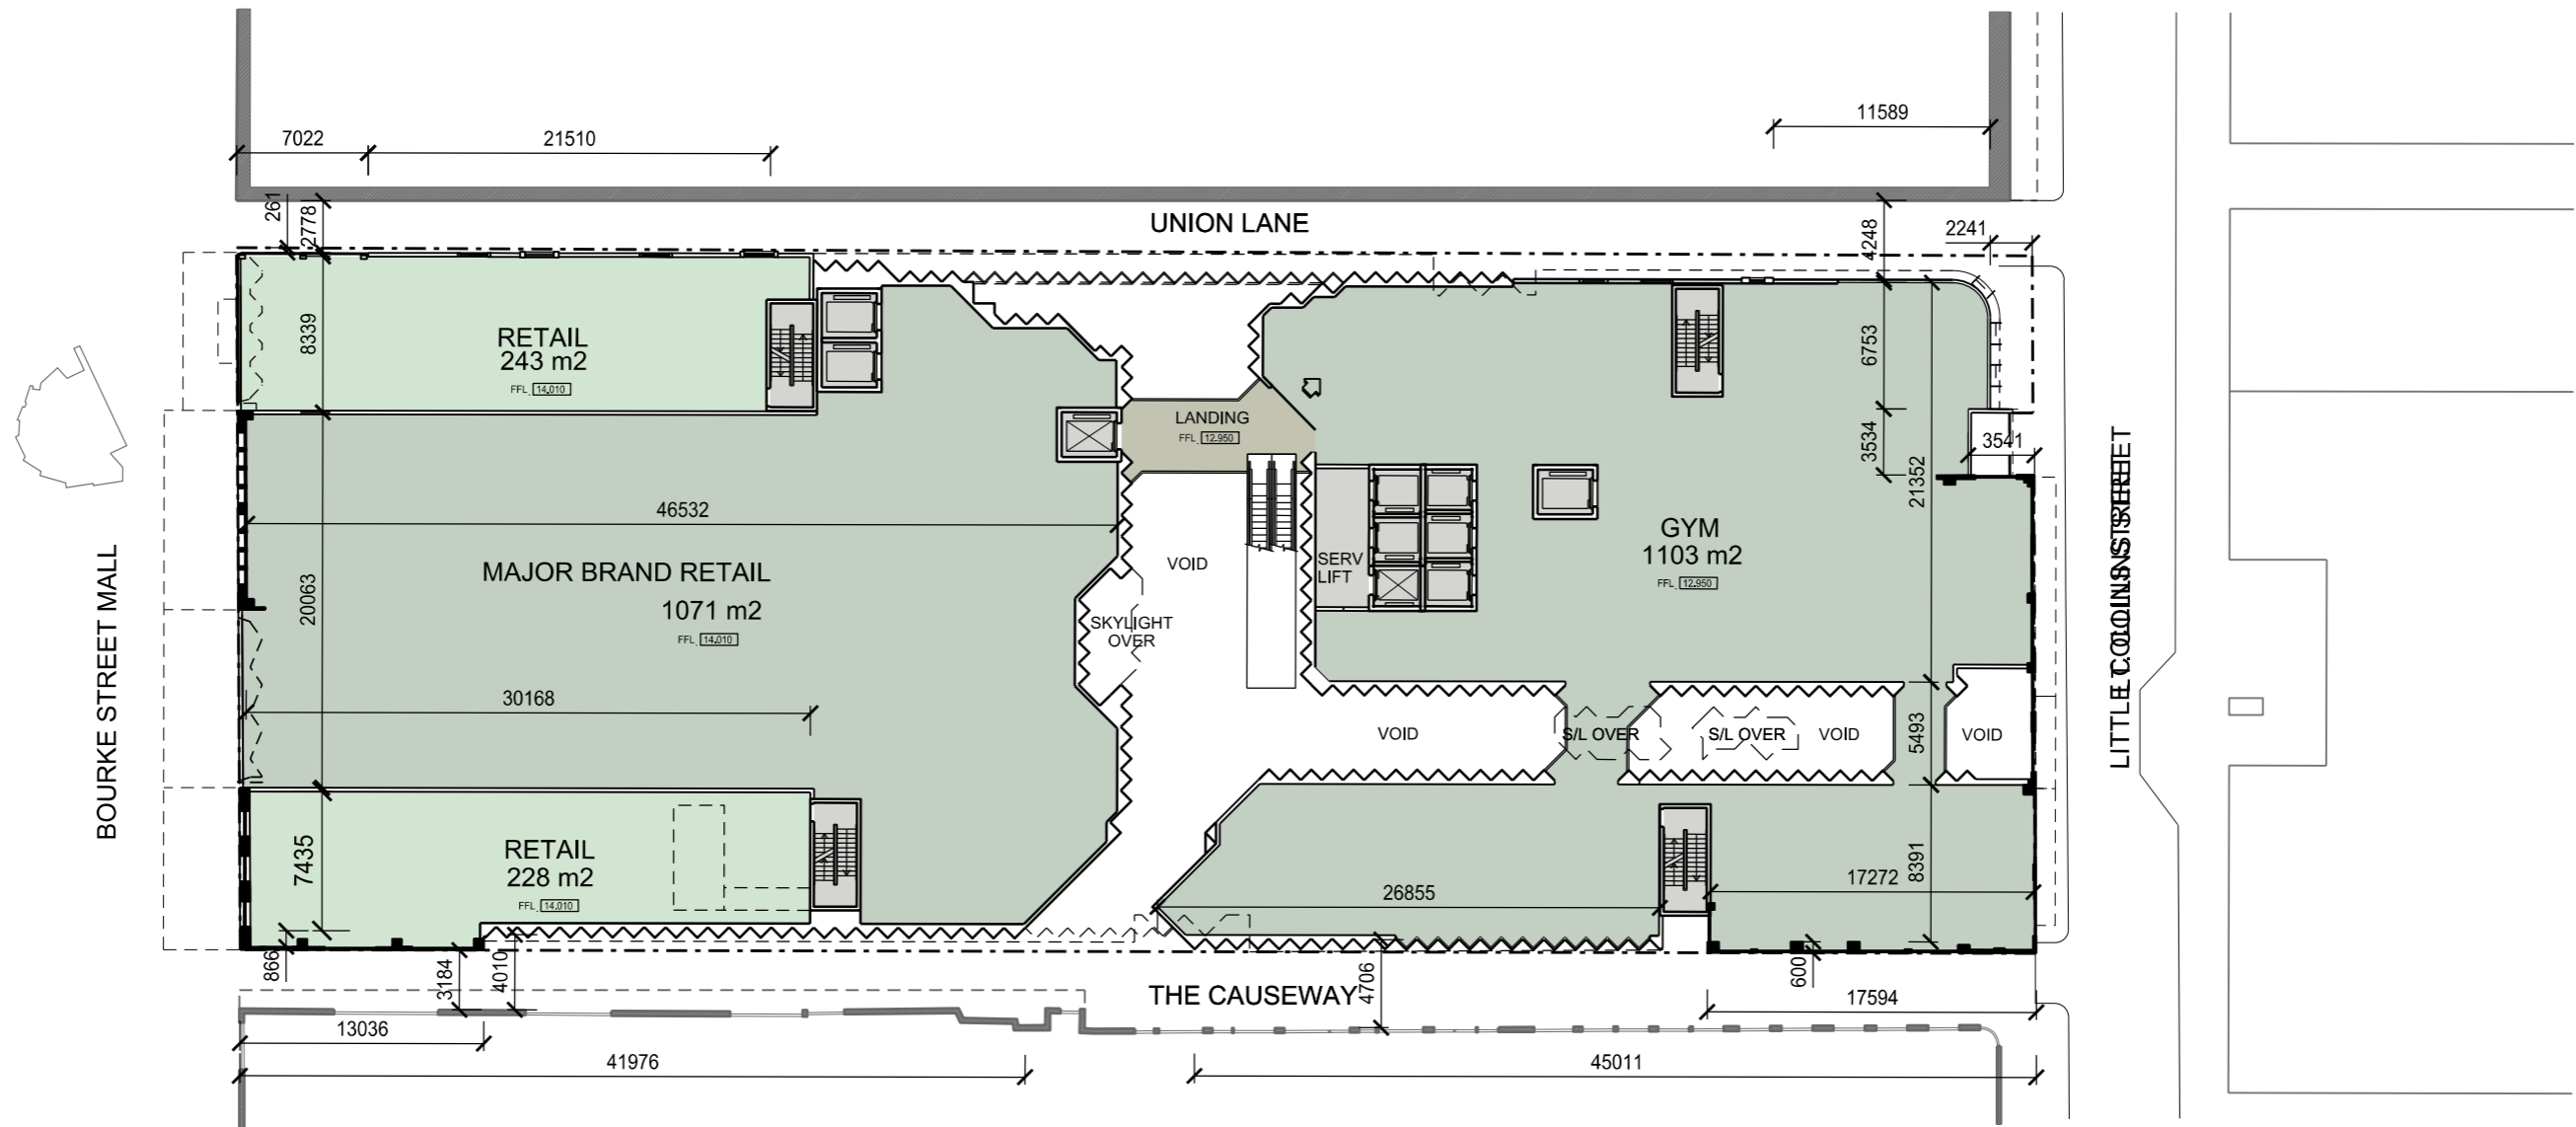 11589
7022
21510
261
2778
UNION LANE
4248
2241
8339
RETAIL
243 m2
FFL 14.010
6753
LANDING
FFL 12.950
3534
3541
21352
46532
GYM
1103 m2
FFL 12.950
SERV
LIFT
VOID
MAJOR BRAND RETAIL
1071 m2
FFL 14.010
20063
SKYLIGHT
OVER
BOURKE STREET MALL
30168
VOID
S/L OVER
S/L OVER
VOID
5493
VOID
RETAIL
228 m2
FFL 14.010
7435
26855
17272
8391
866
3184
4010
THE CAUSEWAY
4706
600
17594
13036
41976
45011